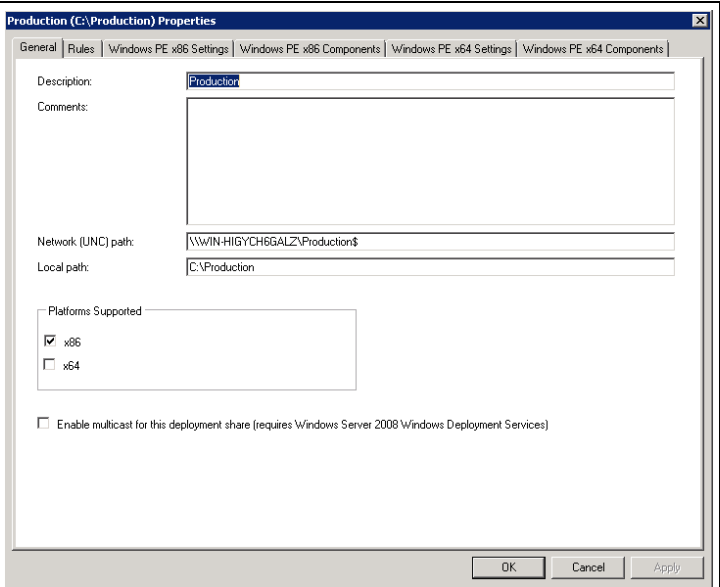 Production (C:\Production) Properties
General Rules Windows PE x86 Settings Windows PE x86 Components Windows PE x64 Settings Windows PE x64 Components
Description: Production
Comments:
Network (UNC) path: \\WIN-HIGYCH6GALZ\Production$
Local path: C:\Production
Platforms Supported
x86
x64
Enable multicast for this deployment share (requires Windows Server 2008 Windows Deployment Services)
OK Cancel Apply